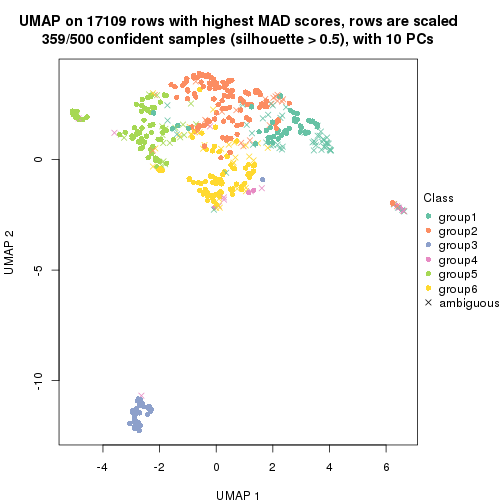 UMAP on 17109 rows with highest MAD scores, rows are scaled
359/500 confident samples (silhouette > 0.5), with 10 PCs
0
-5
-10
UMAP 2
-4
-2
0
2
4
6
UMAP 1
Class
group1
group2
group3
group4
group5
group6
ambiguous